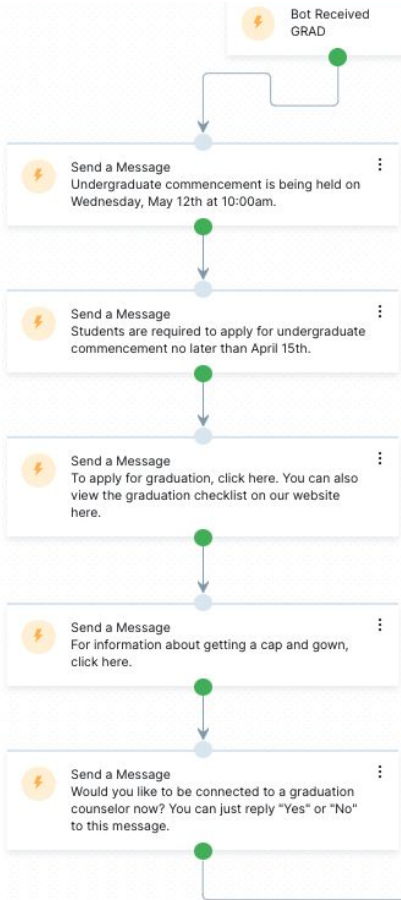 Bot Received
GRAD
Send a Message
Undergraduate commencement is being held on
Wednesday, May 12th at 10:00am.
Send a Message
Students are required to apply for undergraduate
commencement no later than April 15th.
Send a Message
To apply for graduation, click here. You can also
view the graduation checklist on our website
here.
Send a Message
For information about getting a cap and gown,
click here.
Send a Message
Would you like to be connected to a graduation
counselor now? You can just reply "Yes" or "No"
to this message.